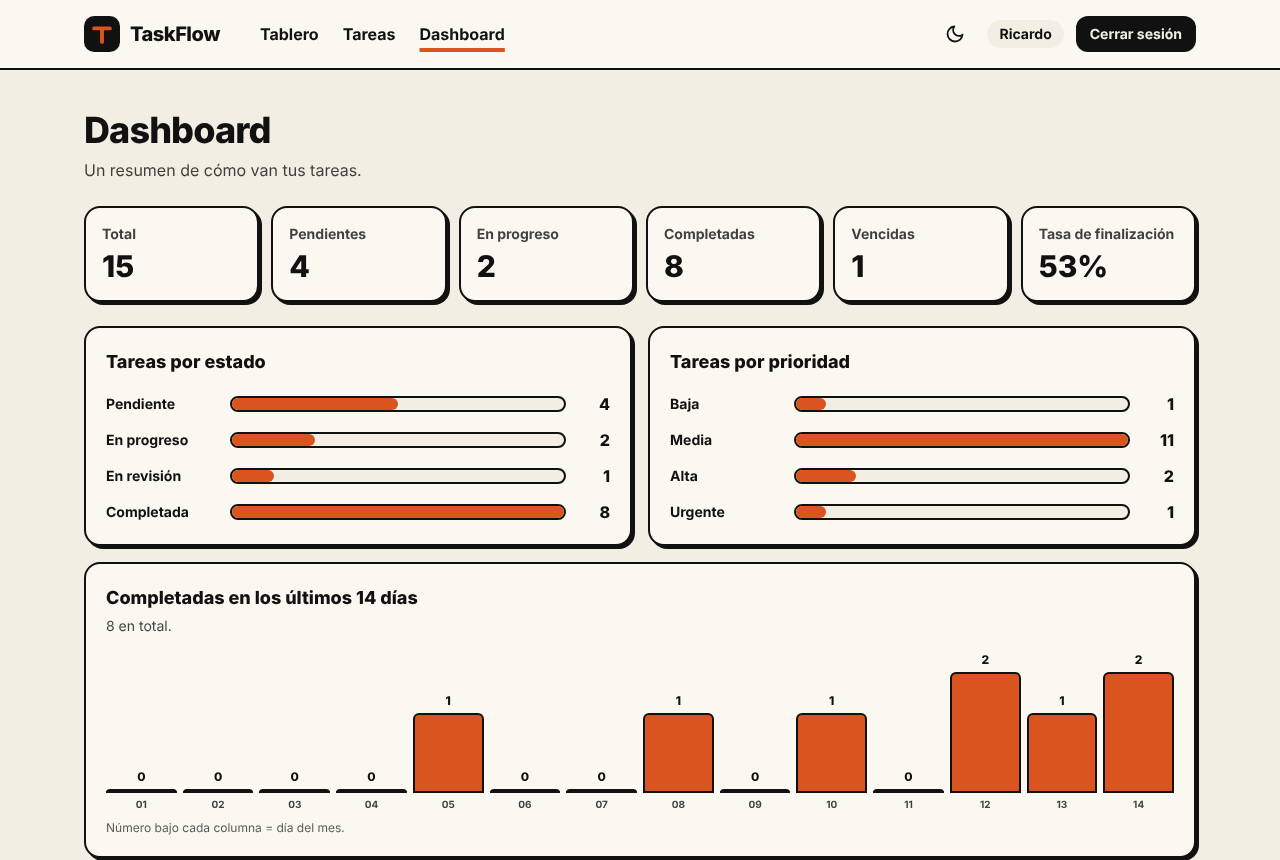 TaskFlow Tablero Tareas Dashboard Ricardo Cerrar sesión
Dashboard
Un resumen de cómo van tus tareas.
Total
15
Pendientes
4
En progreso
2
Completadas
8
Vencidas
1
Tasa de finalización
53%
Tareas por estado
Pendiente 4
En progreso 2
En revisión 1
Completada 8
Tareas por prioridad
Baja 1
Media 11
Alta 2
Urgente 1
Completadas en los últimos 14 días
8 en total.
0 0 0 0 1 0 0 1 0 1 0 2 1 2
01 02 03 04 05 06 07 08 09 10 11 12 13 14
Número bajo cada columna = día del mes.